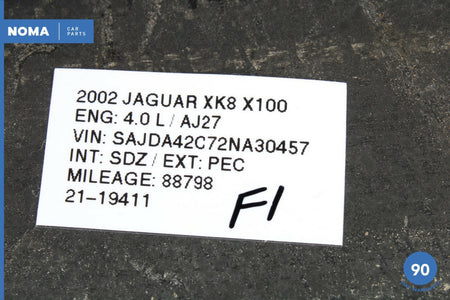 NOMA CAR PARTS
2002 JAGUAR XK8 X100
ENG: 4.0 L / AJ27
VIN: SAJDA42C72NA30457
INT: SDZ / EXT: PEC
MILEAGE: 88798
21-19411
F1
90